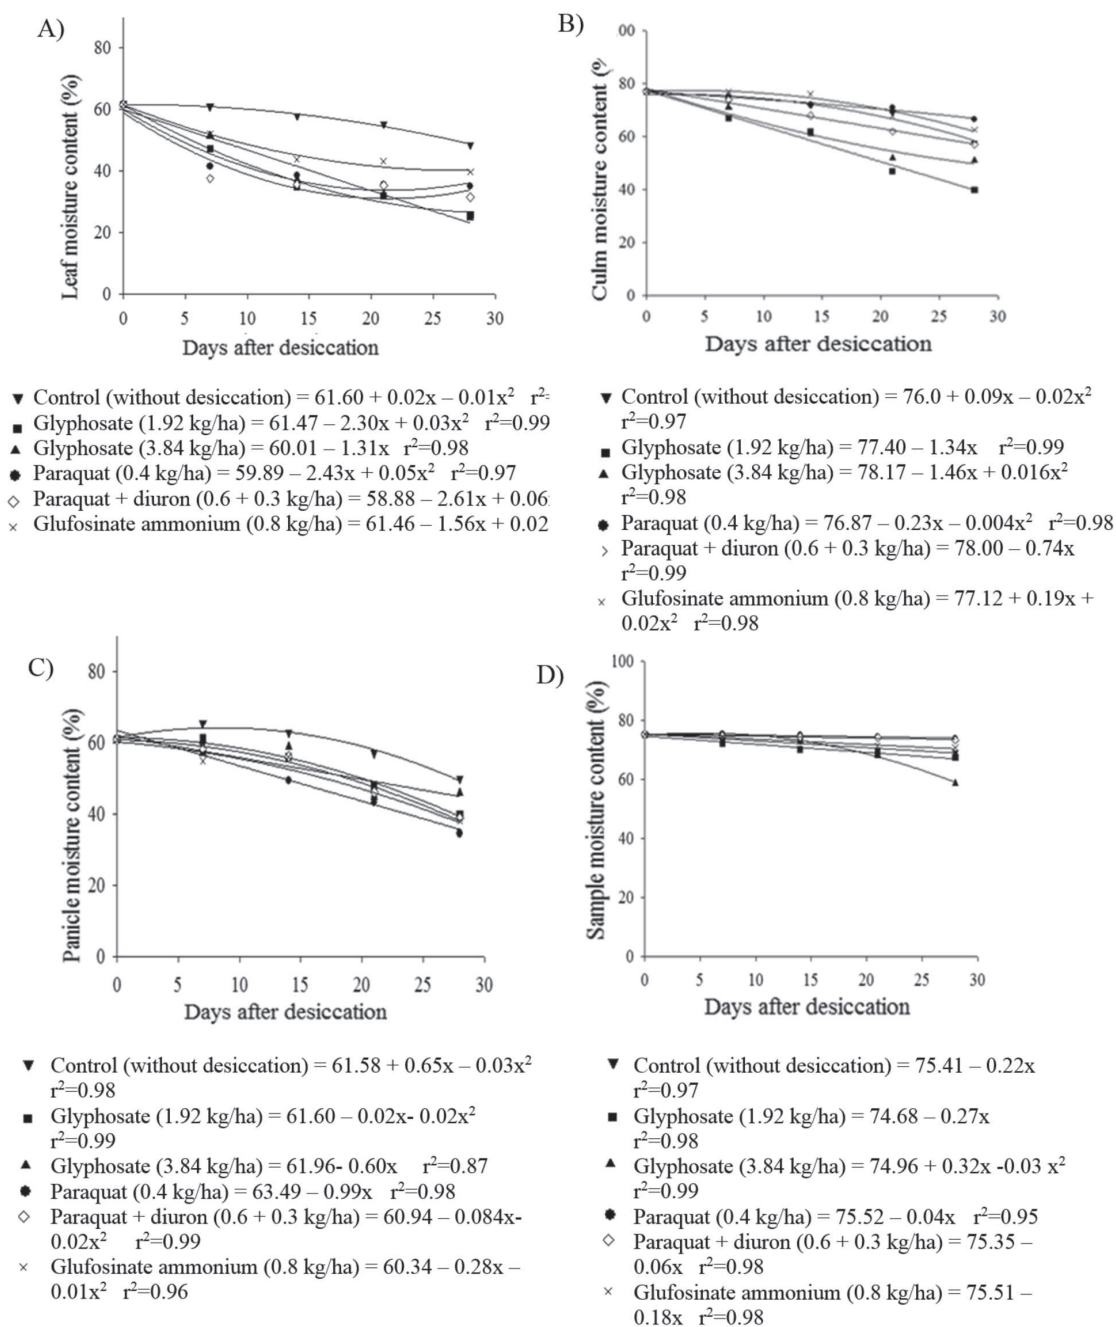 A)
80
60
40
20
0
Leaf moisture content (%)
0 5 10 15 20 25 30
Days after desiccation
Control (without desiccation) = 61.60 + 0.02x – 0.01x² r²=
Glyphosate (1.92 kg/ha) = 61.47 – 2.30x + 0.03x² r²=0.99
Glyphosate (3.84 kg/ha) = 60.01 – 1.31x r²=0.98
Paraquat (0.4 kg/ha) = 59.89 – 2.43x + 0.05x² r²=0.97
Paraquat + diuron (0.6 + 0.3 kg/ha) = 58.88 – 2.61x + 0.06
Glufosinate ammonium (0.8 kg/ha) = 61.46 – 1.56x + 0.02
B)
00
80
60
40
20
0
Culm moisture content (%
0 5 10 15 20 25 30
Days after desiccation
Control (without desiccation) = 76.0 + 0.09x – 0.02x²
r²=0.97
Glyphosate (1.92 kg/ha) = 77.40 – 1.34x r²=0.99
Glyphosate (3.84 kg/ha) = 78.17 – 1.46x + 0.016x²
r²=0.98
Paraquat (0.4 kg/ha) = 76.87 – 0.23x – 0.004x² r²=0.98
Paraquat + diuron (0.6 + 0.3 kg/ha) = 78.00 – 0.74x
r²=0.99
Glufosinate ammonium (0.8 kg/ha) = 77.12 + 0.19x +
0.02x² r²=0.98
C)
80
60
40
20
0
Panicle moisture content (%)
0 5 10 15 20 25 30
Days after desiccation
Control (without desiccation) = 61.58 + 0.65x – 0.03x²
r²=0.98
Glyphosate (1.92 kg/ha) = 61.60 – 0.02x- 0.02x²
r²=0.99
Glyphosate (3.84 kg/ha) = 61.96- 0.60x r²=0.87
Paraquat (0.4 kg/ha) = 63.49 – 0.99x r²=0.98
Paraquat + diuron (0.6 + 0.3 kg/ha) = 60.94 – 0.084x-
0.02x² r²=0.99
Glufosinate ammonium (0.8 kg/ha) = 60.34 – 0.28x –
0.01x² r²=0.96
D)
100
80
60
40
20
0
Sample moisture content (%)
0 5 10 15 20 25 30
Days after desiccation
Control (without desiccation) = 75.41 – 0.22x
r²=0.97
Glyphosate (1.92 kg/ha) = 74.68 – 0.27x
r²=0.98
Glyphosate (3.84 kg/ha) = 74.96 + 0.32x -0.03 x²
r²=0.99
Paraquat (0.4 kg/ha) = 75.52 – 0.04x r²=0.95
Paraquat + diuron (0.6 + 0.3 kg/ha) = 75.35 –
0.06x r²=0.98
Glufosinate ammonium (0.8 kg/ha) = 75.51 –
0.18x r²=0.98